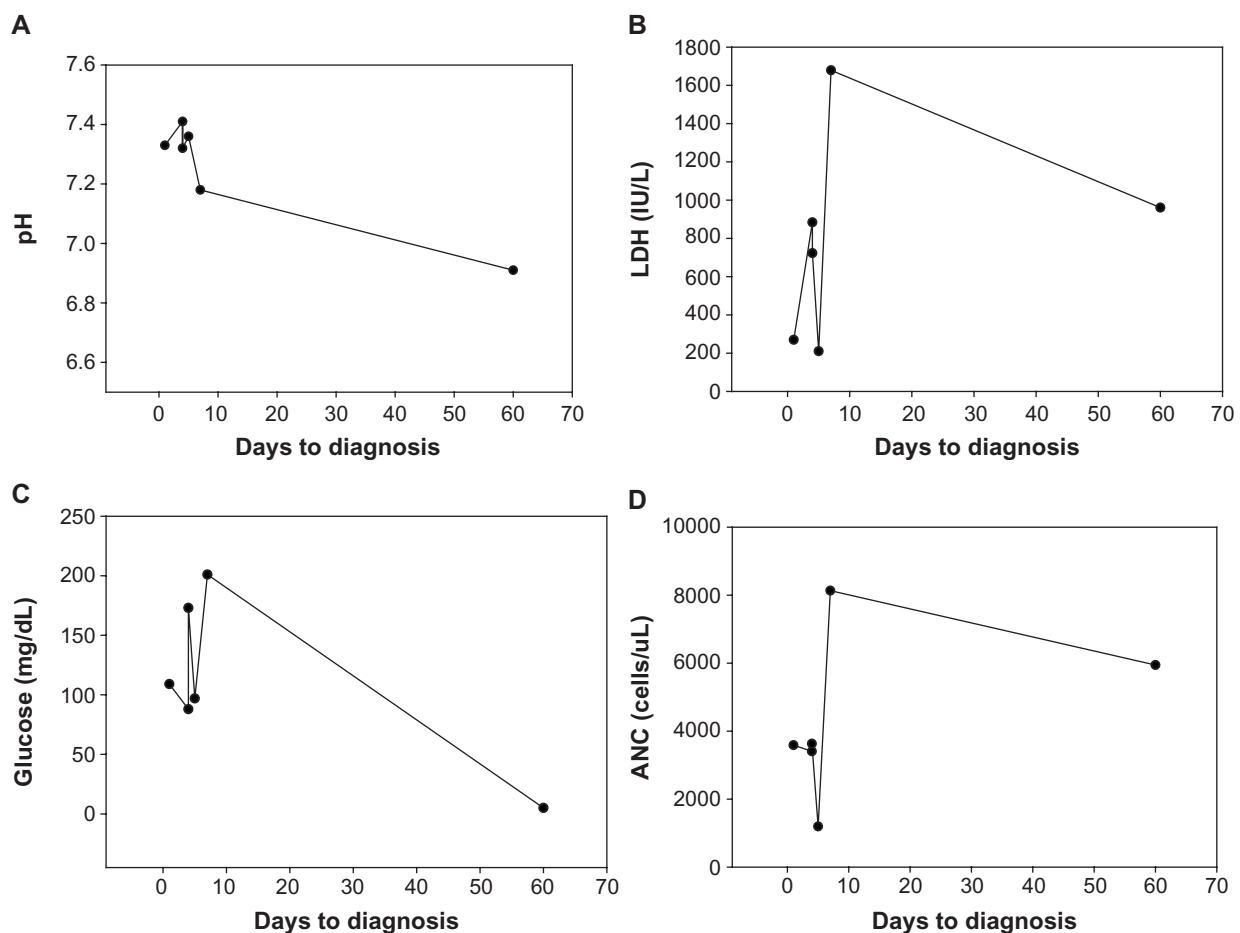 A
7.6
7.4
7.2
7.0
6.8
6.6
pH
0 10 20 30 40 50 60 70
Days to diagnosis
B
1800
1600
1400
1200
1000
800
600
400
200
0
LDH (IU/L)
0 10 20 30 40 50 60 70
Days to diagnosis
C
250
200
150
100
50
0
Glucose (mg/dL)
0 10 20 30 40 50 60 70
Days to diagnosis
D
10000
8000
6000
4000
2000
0
ANC (cells/uL)
0 10 20 30 40 50 60 70
Days to diagnosis